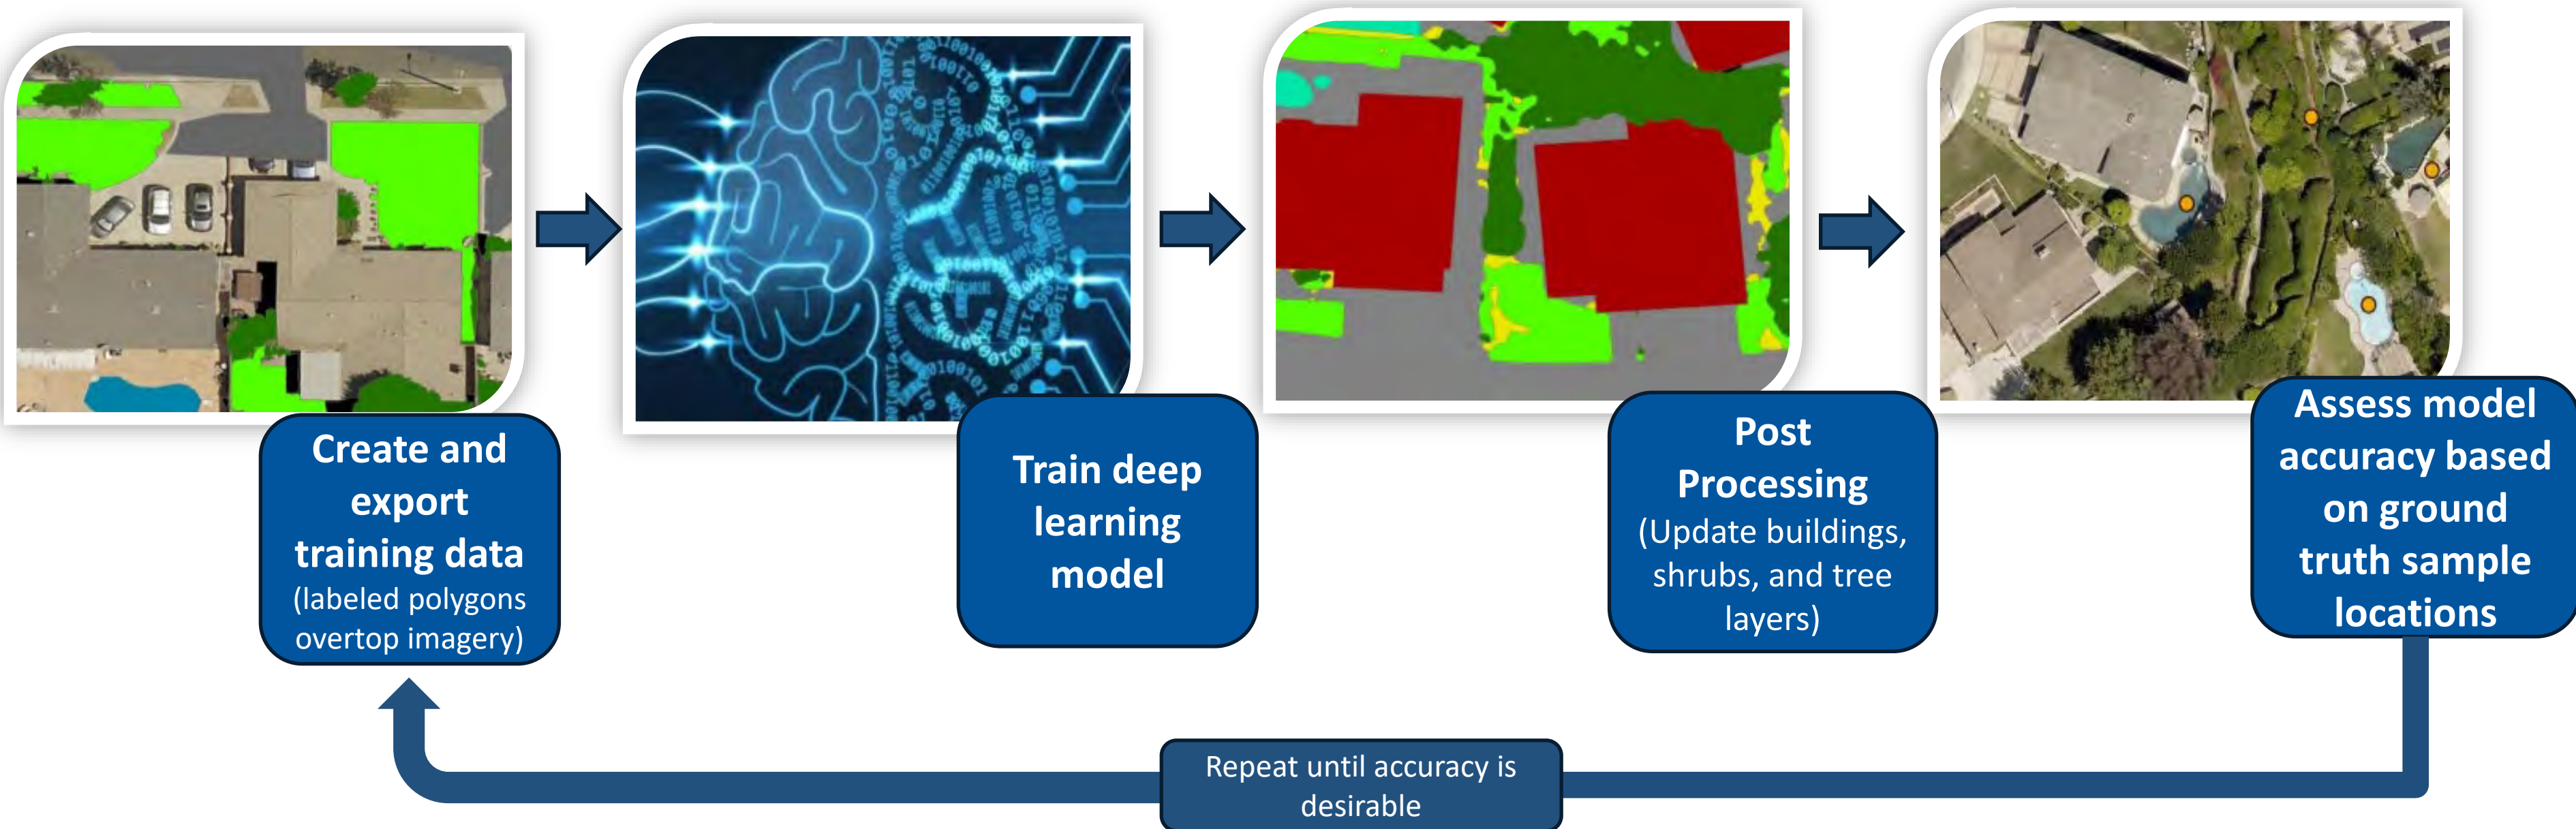 Create and
export
training data
(labeled polygons
overtop imagery)
Train deep
learning
model
Post
Processing
(Update buildings,
shrubs, and tree
layers)
Assess model
accuracy based
on ground
truth sample
locations
Repeat until accuracy is
desirable